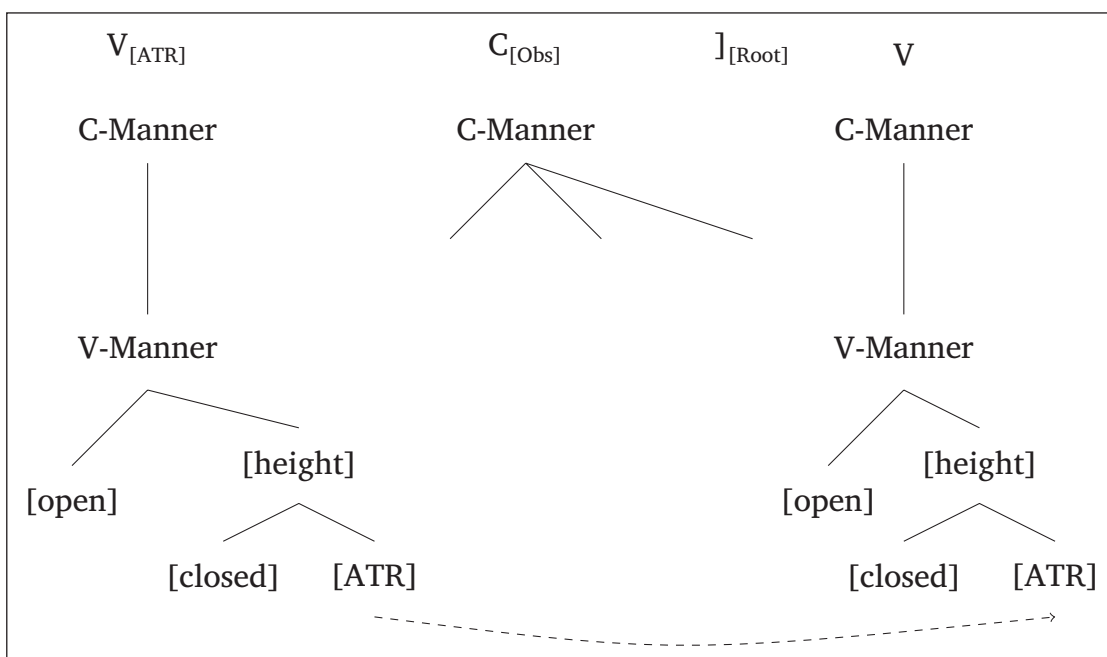 V[ATR] C[Obs] ][Root] V
C-Manner C-Manner C-Manner
V-Manner V-Manner
[height] [height]
[open] [open]
[closed] [ATR] [closed] [ATR]